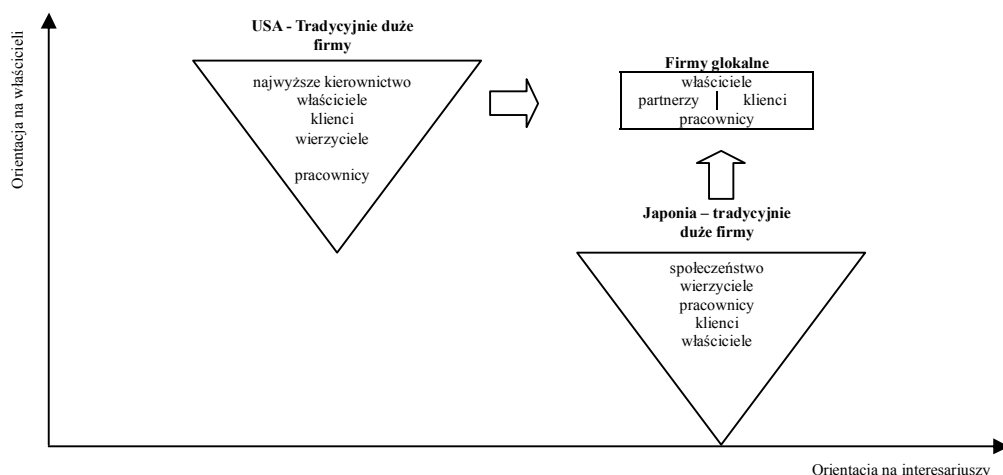 Orientacja na właścicieli
USA - Tradycyjnie duże
firmy
najwyższe kierownictwo
właściciele
klienci
wierzyciele
pracownicy
Firmy glokalne
właściciele
partnerzy klienci
pracownicy
Japonia – tradycyjnie
duże firmy
społeczeństwo
wierzyciele
pracownicy
klienci
właściciele
Orientacja na interesariuszy